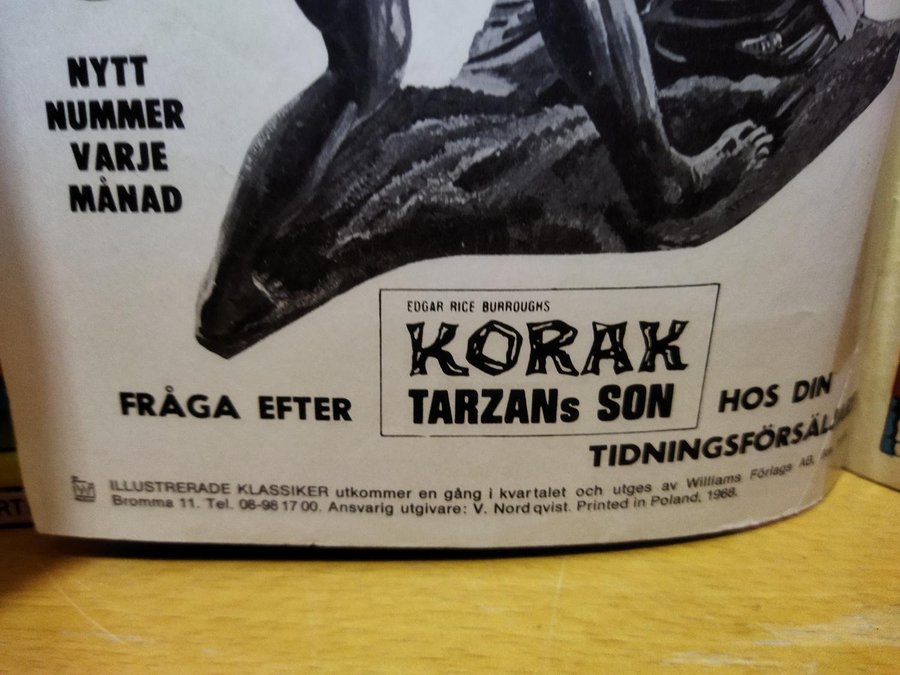 NYTT
NUMMER
VARJE
MÅNAD
EDGAR RICE BURROUGHS
KORAK
TARZANs SON
FRÅGA EFTER
HOS DIN
ILLUSTRERADE KLASSIKER utkommer en gång i kvartalet och utges av Williams Förlags AB,
Bromma 11. Tel. 08-98 17 00. Ansvarig utgivare: V. Nordqvist. Printed in Poland, 1968.